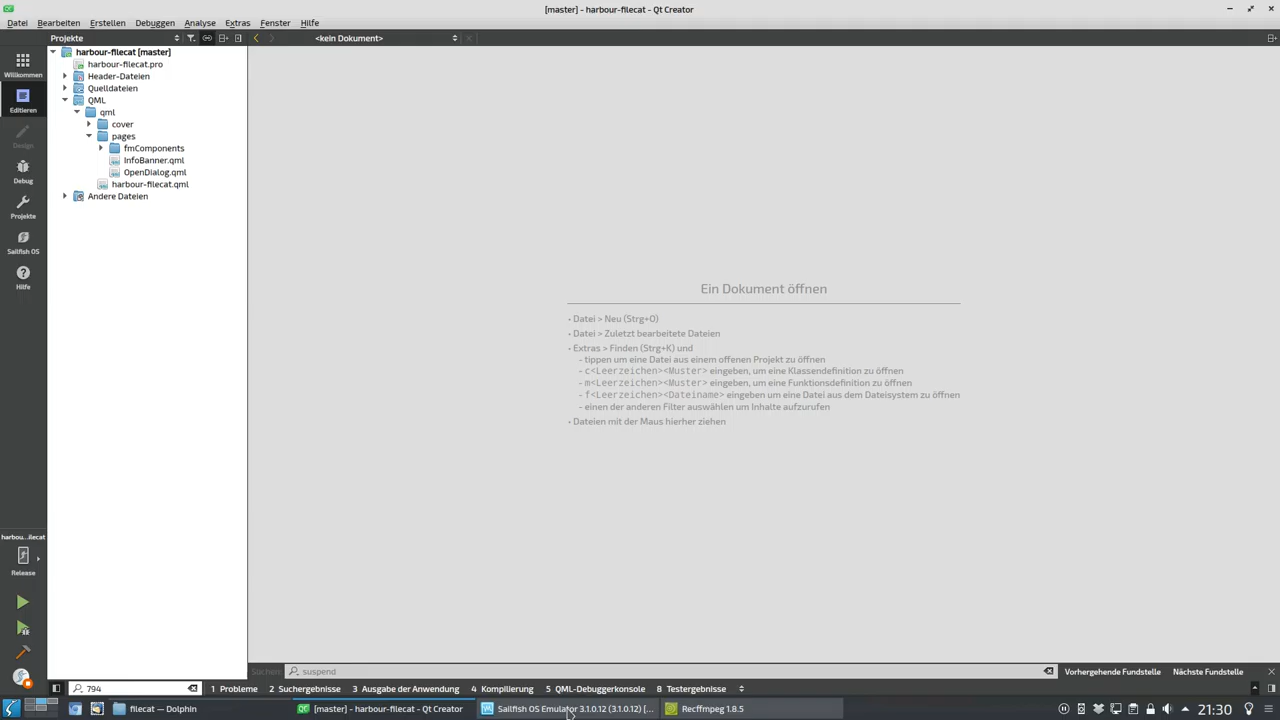 [master] - harbour-filecat - Qt Creator
Datei Bearbeiten Erstellen Debuggen Analyse Extras Fenster Hilfe
Projekte
<kein Dokument>
harbour-filecat [master]
harbour-filecat.pro
Header-Dateien
Quelldateien
QML
qml
cover
pages
fmComponents
InfoBanner.qml
OpenDialog.qml
harbour-filecat.qml
Andere Dateien
Willkommen
Editieren
Design
Debug
Projekte
Sailfish OS
Hilfe
harbou...ilecat
Release
Ein Dokument öffnen
• Datei > Neu (Strg+O)
• Datei > Zuletzt bearbeitete Dateien
• Extras > Finden (Strg+K) und
- tippen um eine Datei aus einem offenen Projekt zu öffnen
- c<Leerzeichen><Muster> eingeben, um eine Klassendefinition zu öffnen
- m<Leerzeichen><Muster> eingeben, um eine Funktionsdefinition zu öffnen
- f<Leerzeichen><Dateiname> eingeben um eine Datei aus dem Dateisystem zu öffnen
- einen der anderen Filter auswählen um Inhalte aufzurufen
• Dateien mit der Maus hierher ziehen
Suchen: suspend Vorhergehende Fundstelle Nächste Fundstelle
794 1 Probleme 2 Suchergebnisse 3 Ausgabe der Anwendung 4 Kompilierung 5 QML-Debuggerkonsole 8 Testergebnisse
filecat — Dolphin [master] - harbour-filecat - Qt Creator Sailfish OS Emulator 3.1.0.12 (3.1.0.12) [... Recffmpeg 1.8.5 21:30